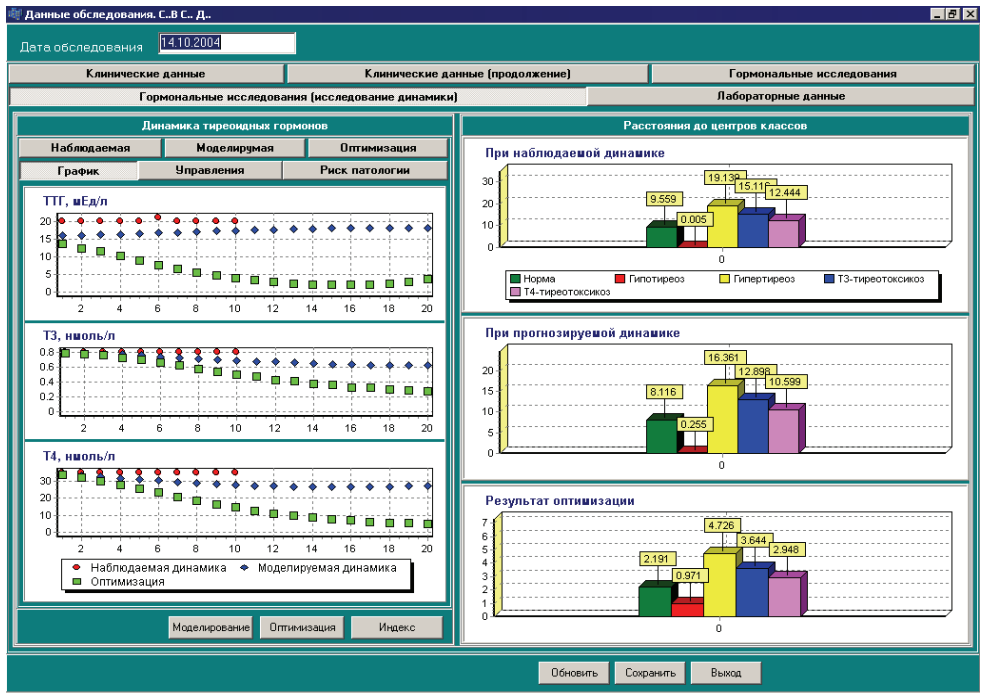 Данные обследования. С..В С.. Д..
Дата обследования 14.10.2004
Клинические данные Клинические данные (продолжение) Гормональные исследования
Гормональные исследования (исследование динамики) Лабораторные данные
Динамика тиреоидных гормонов
Наблюдаемая Моделирумая Оптимизация
График Управления Риск патологии
ТТГ, мЕд/л
20
15
10
5
0
2 4 6 8 10 12 14 16 18 20
Т3, нмоль/л
0.8
0.6
0.4
0.2
0
2 4 6 8 10 12 14 16 18 20
Т4, нмоль/л
30
20
10
0
2 4 6 8 10 12 14 16 18 20
Наблюдаемая динамика Моделируемая динамика
Оптимизация
Моделирование Оптимизация Индекс
Расстояния до центров классов
При наблюдаемой динамике
30
20
10
0
9.559 0.005 19.139 15.116 12.444
0
Норма Гипотиреоз Гипертиреоз Т3-тиреотоксикоз
Т4-тиреотоксикоз
При прогнозируемой динамике
20
15
10
5
0
8.116 0.255 16.361 12.898 10.599
0
Результат оптимизации
7
6
5
4
3
2
1
0
2.191 0.971 4.726 3.644 2.948
0
Обновить Сохранить Выход